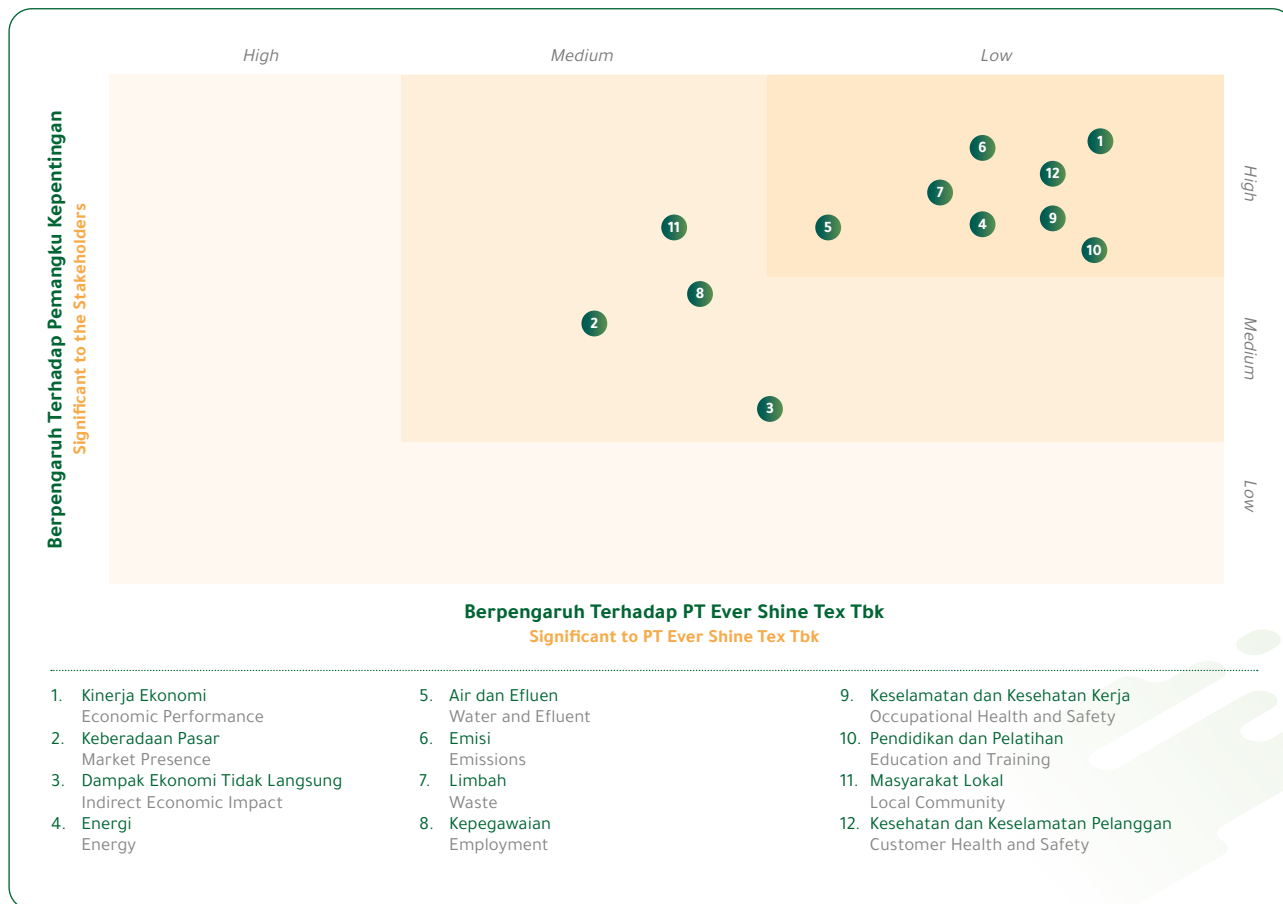 High
Medium
Low
Berpengaruh Terhadap Pemangku Kepentingan
Significant to the Stakeholders
1
6
12
7
9
4
11
5
10
8
2
3
High
Medium
Low
Berpengaruh Terhadap PT Ever Shine Tex Tbk
Significant to PT Ever Shine Tex Tbk
1. Kinerja Ekonomi
Economic Performance
2. Keberadaan Pasar
Market Presence
3. Dampak Ekonomi Tidak Langsung
Indirect Economic Impact
4. Energi
Energy
5. Air dan Efluen
Water and Efluent
6. Emisi
Emissions
7. Limbah
Waste
8. Kepegawaian
Employment
9. Keselamatan dan Kesehatan Kerja
Occupational Health and Safety
10. Pendidikan dan Pelatihan
Education and Training
11. Masyarakat Lokal
Local Community
12. Kesehatan dan Keselamatan Pelanggan
Customer Health and Safety